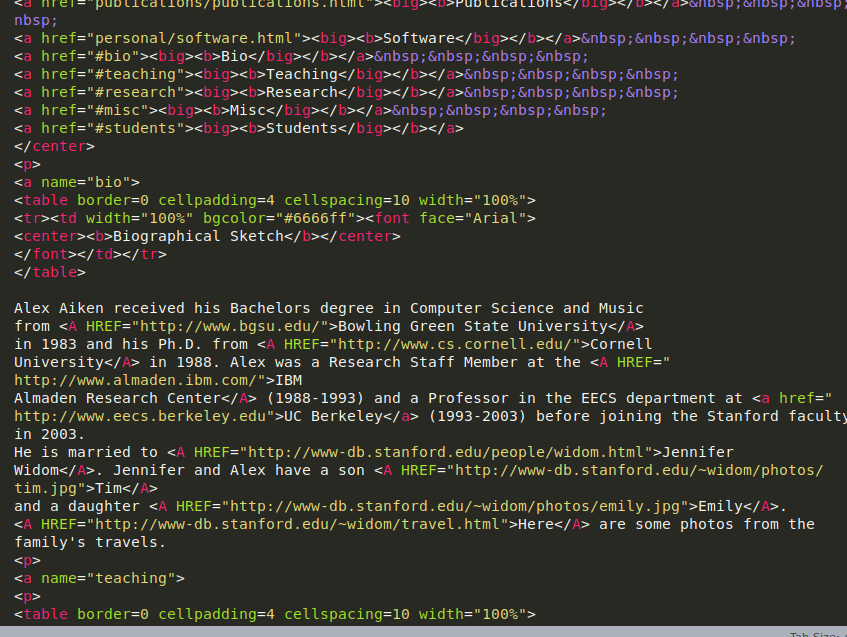 <a href="publications/publications.html"><big><b>Publications</big></b></a>&nbsp;&nbsp;&nbsp;&
nbsp;
<a href="personal/software.html"><big><b>Software</big></b></a>&nbsp;&nbsp;&nbsp;&nbsp;
<a href="#bio"><big><b>Bio</big></b></a>&nbsp;&nbsp;&nbsp;&nbsp;
<a href="#teaching"><big><b>Teaching</big></b></a>&nbsp;&nbsp;&nbsp;&nbsp;
<a href="#research"><big><b>Research</big></b></a>&nbsp;&nbsp;&nbsp;&nbsp;
<a href="#misc"><big><b>Misc</big></b></a>&nbsp;&nbsp;&nbsp;&nbsp;
<a href="#students"><big><b>Students</big></b></a>
</center>
<p>
<a name="bio">
<table border=0 cellpadding=4 cellspacing=10 width="100%">
<tr><td width="100%" bgcolor="#6666ff"><font face="Arial">
<center><b>Biographical Sketch</b></center>
</font></td></tr>
</table>
Alex Aiken received his Bachelors degree in Computer Science and Music
from <A HREF="http://www.bgsu.edu/">Bowling Green State University</A>
in 1983 and his Ph.D. from <A HREF="http://www.cs.cornell.edu/">Cornell
University</A> in 1988. Alex was a Research Staff Member at the <A HREF="
http://www.almaden.ibm.com/">IBM
Almaden Research Center</A> (1988-1993) and a Professor in the EECS department at <a href="
http://www.eecs.berkeley.edu">UC Berkeley</a> (1993-2003) before joining the Stanford faculty
in 2003.
He is married to <A HREF="http://www-db.stanford.edu/people/widom.html">Jennifer
Widom</A>. Jennifer and Alex have a son <A HREF="http://www-db.stanford.edu/~widom/photos/
tim.jpg">Tim</A>
and a daughter <A HREF="http://www-db.stanford.edu/~widom/photos/emily.jpg">Emily</A>.
<A HREF="http://www-db.stanford.edu/~widom/travel.html">Here</A> are some photos from the
family's travels.
<p>
<a name="teaching">
<p>
<table border=0 cellpadding=4 cellspacing=10 width="100%">
Tab Size: